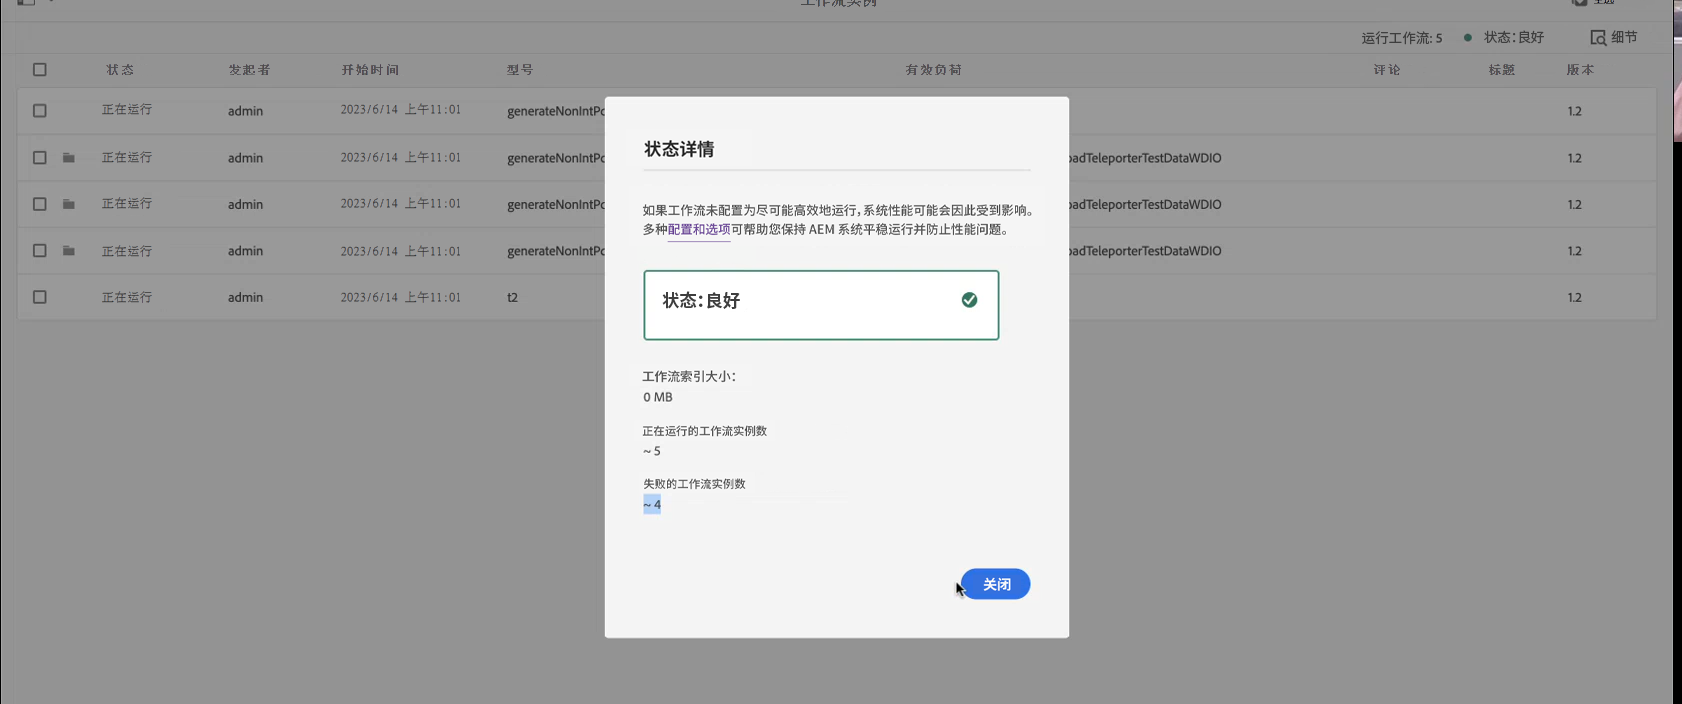 工作流实例
全选
运行工作流: 5 状态: 良好 细节
状态 发起者 开始时间 型号 有效负荷 评论 标题 版本
正在运行 admin 2023/6/14 上午11:01 generateNonIntPo 1.2
正在运行 admin 2023/6/14 上午11:01 generateNonIntPo oadTeleporterTestDataWDIO 1.2
正在运行 admin 2023/6/14 上午11:01 generateNonIntPo oadTeleporterTestDataWDIO 1.2
正在运行 admin 2023/6/14 上午11:01 generateNonIntPo oadTeleporterTestDataWDIO 1.2
正在运行 admin 2023/6/14 上午11:01 t2 1.2
状态详情
如果工作流未配置为尽可能高效地运行,系统性能可能会因此受到影响。
多种配置和选项可帮助您保持 AEM 系统平稳运行并防止性能问题。
状态: 良好
工作流索引大小:
0 MB
正在运行的工作流实例数
~ 5
失败的工作流实例数
~ 4
关闭